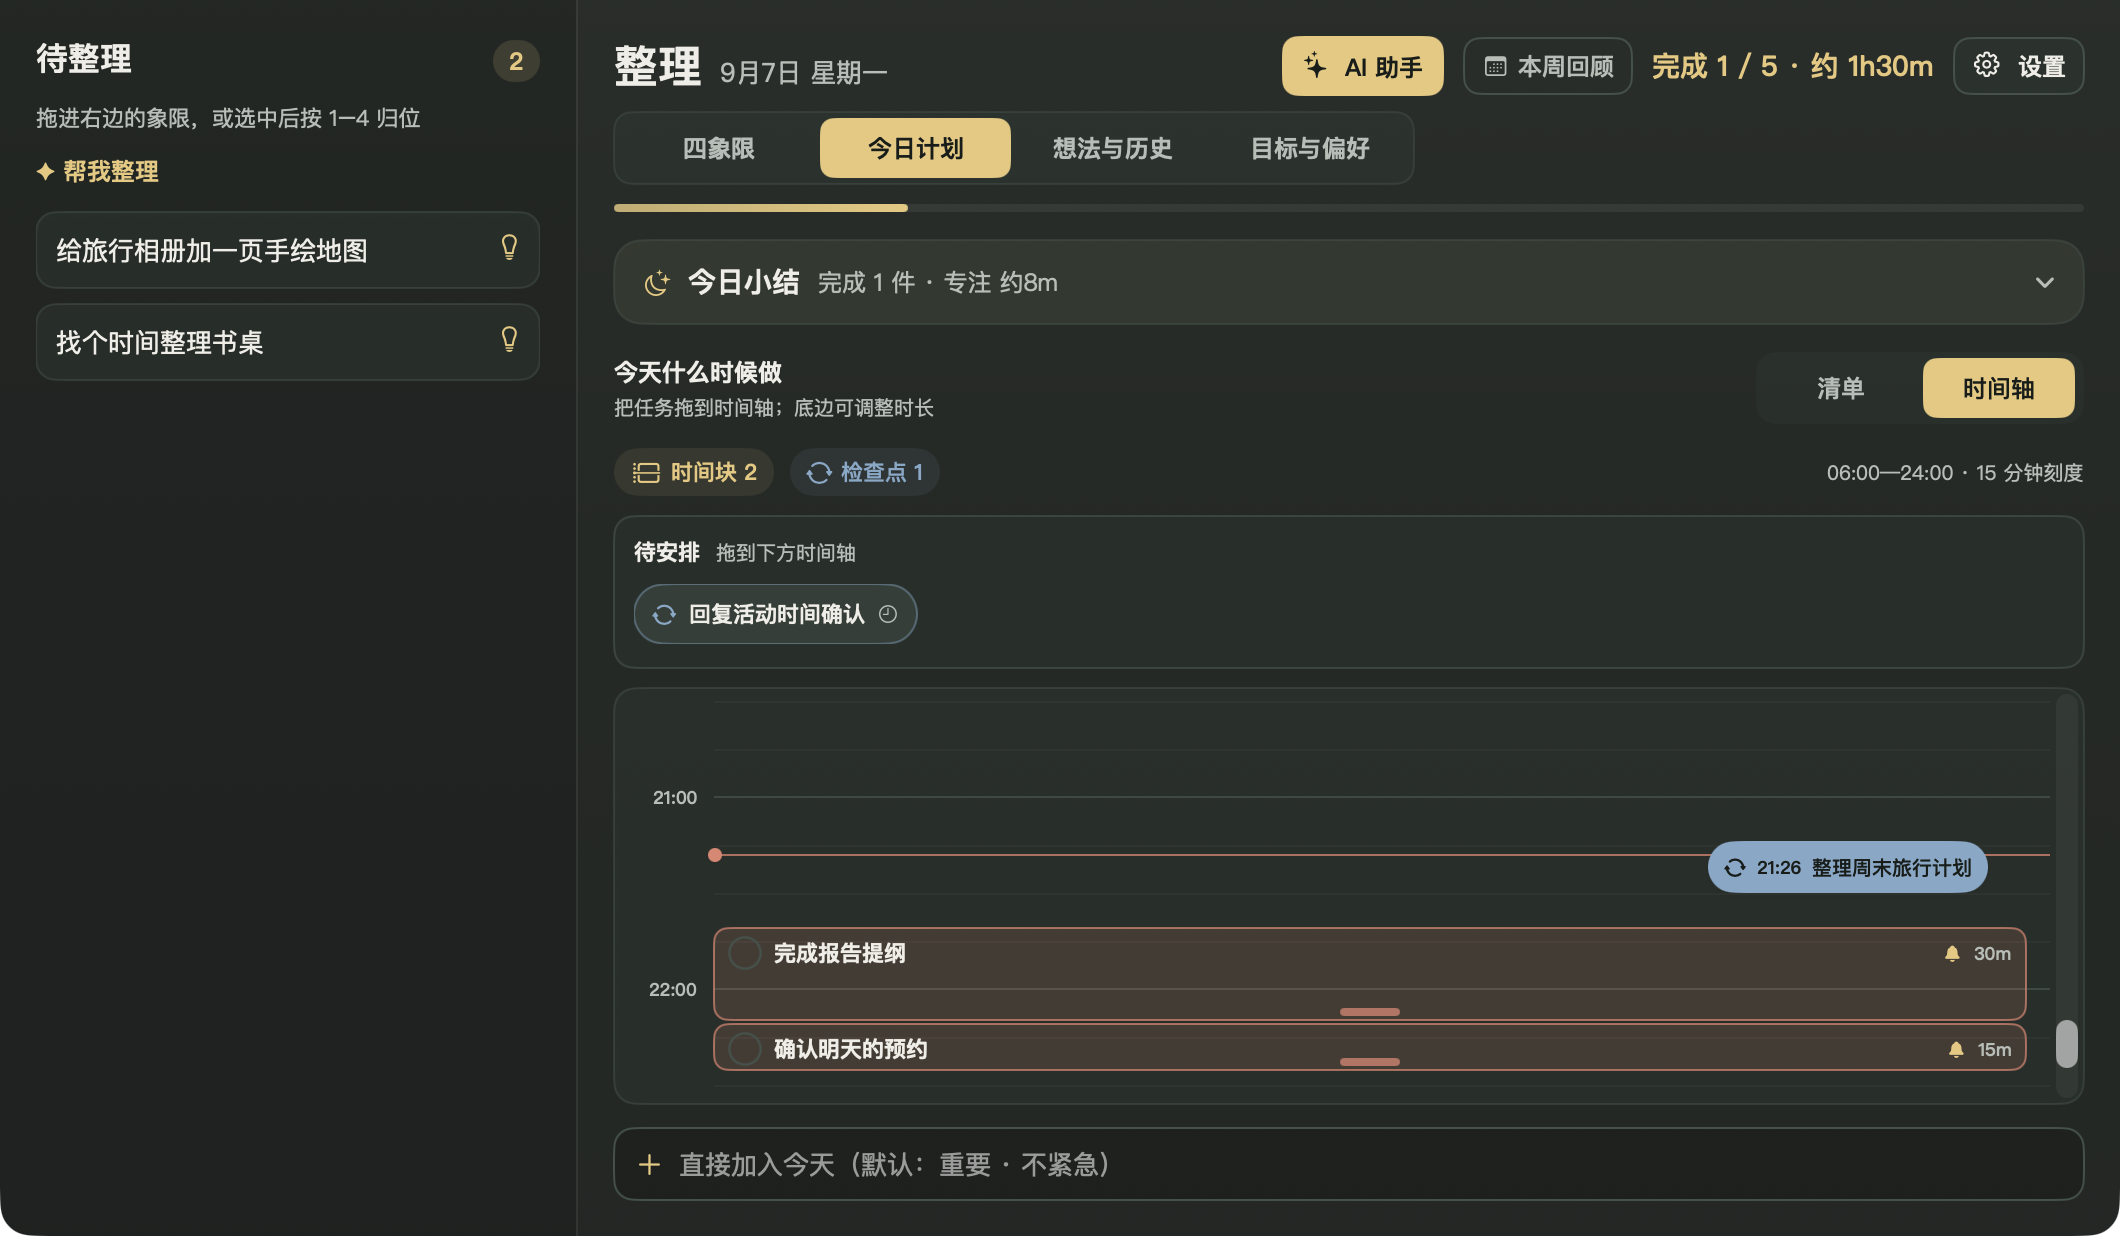 待整理
2
拖进右边的象限，或选中后按 1—4 归位
帮我整理
给旅行相册加一页手绘地图
找个时间整理书桌
整理 9月7日 星期一
AI 助手
本周回顾
完成 1 / 5 · 约 1h30m
设置
四象限
今日计划
想法与历史
目标与偏好
今日小结 完成 1 件 · 专注 约8m
今天什么时候做
把任务拖到时间轴；底边可调整时长
清单
时间轴
时间块 2
检查点 1
06:00—24:00 · 15 分钟刻度
待安排 拖到下方时间轴
回复活动时间确认
21:00
21:26 整理周末旅行计划
完成报告提纲
30m
22:00
确认明天的预约
15m
直接加入今天（默认：重要 · 不紧急）